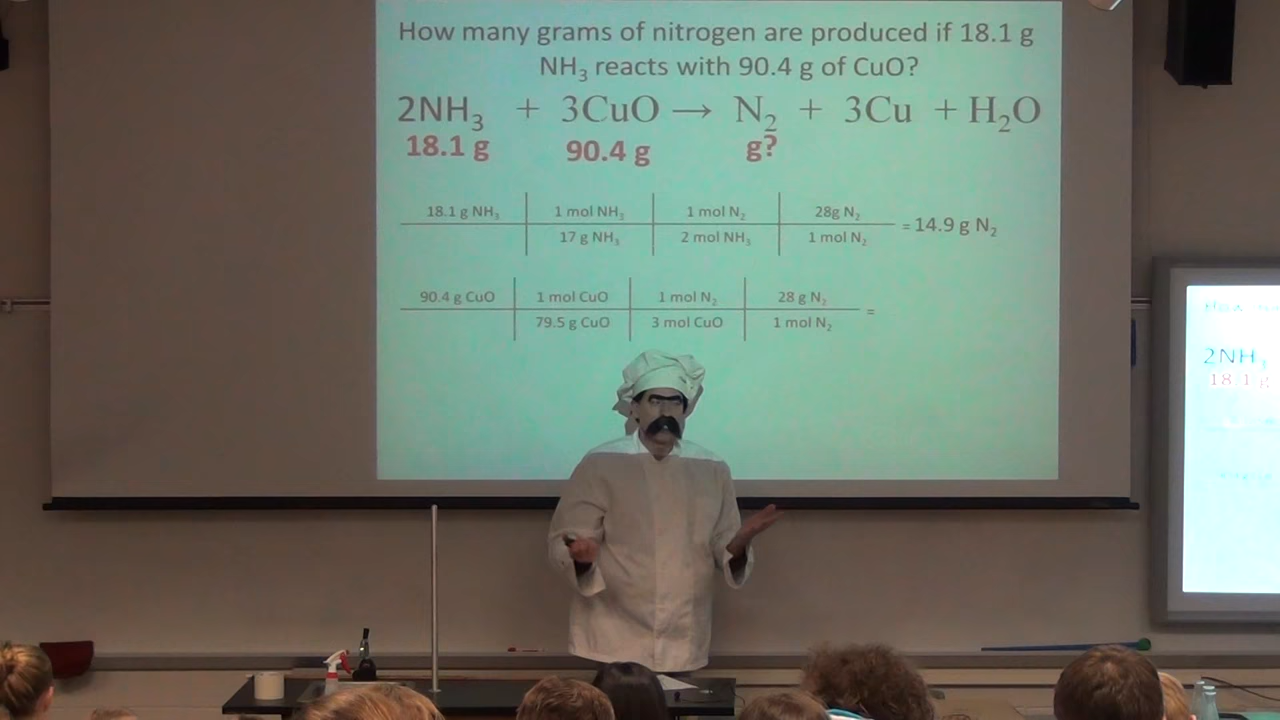 How many grams of nitrogen are produced if 18.1 g
NH₃ reacts with 90.4 g of CuO?
2NH₃ + 3CuO → N₂ + 3Cu + H₂O
18.1 g 90.4 g g?
18.1 g NH₃ 1 mol NH₃ 1 mol N₂ 28g N₂
= 14.9 g N₂
17 g NH₃ 2 mol NH₃ 1 mol N₂
90.4 g CuO 1 mol CuO 1 mol N₂ 28 g N₂
=
79.5 g CuO 3 mol CuO 1 mol N₂
2NH₃
18.1 g